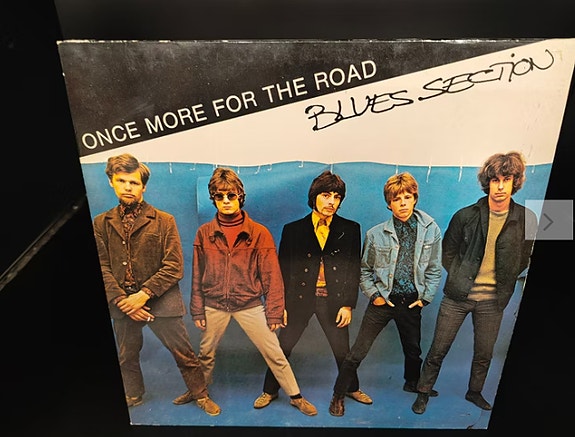 ONCE MORE FOR THE ROAD
BLUES SECTION